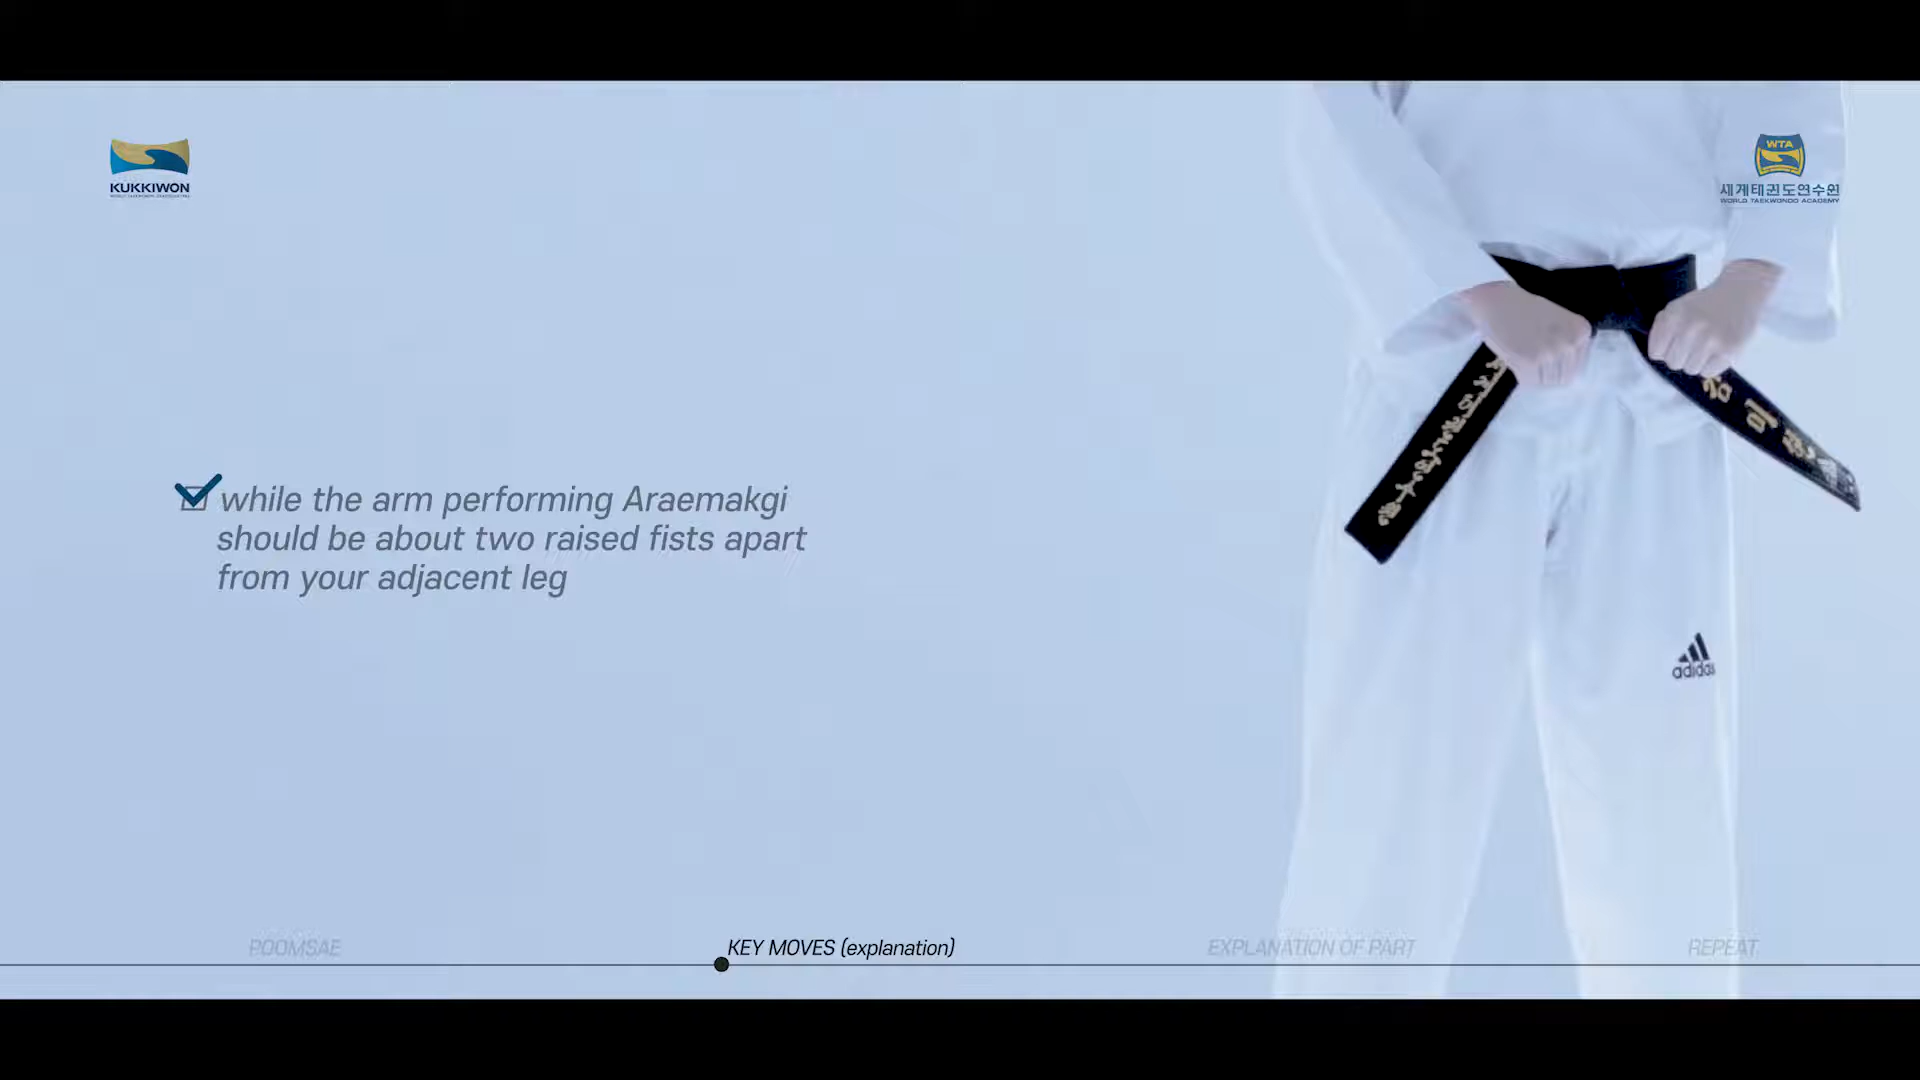 KUKKIWON
WTA
세계태권도연수원
WORLD TAEKWONDO ACADEMY
while the arm performing Araemakgi
should be about two raised fists apart
from your adjacent leg
adidas
POOMSAE
KEY MOVES (explanation)
EXPLANATION OF PART
REPEAT